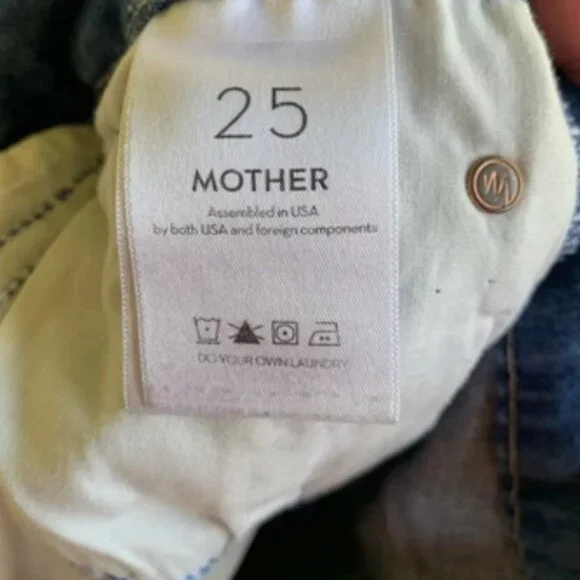 25
MOTHER
Assembled in USA
by both USA and foreign components
DO YOUR OWN LAUNDRY